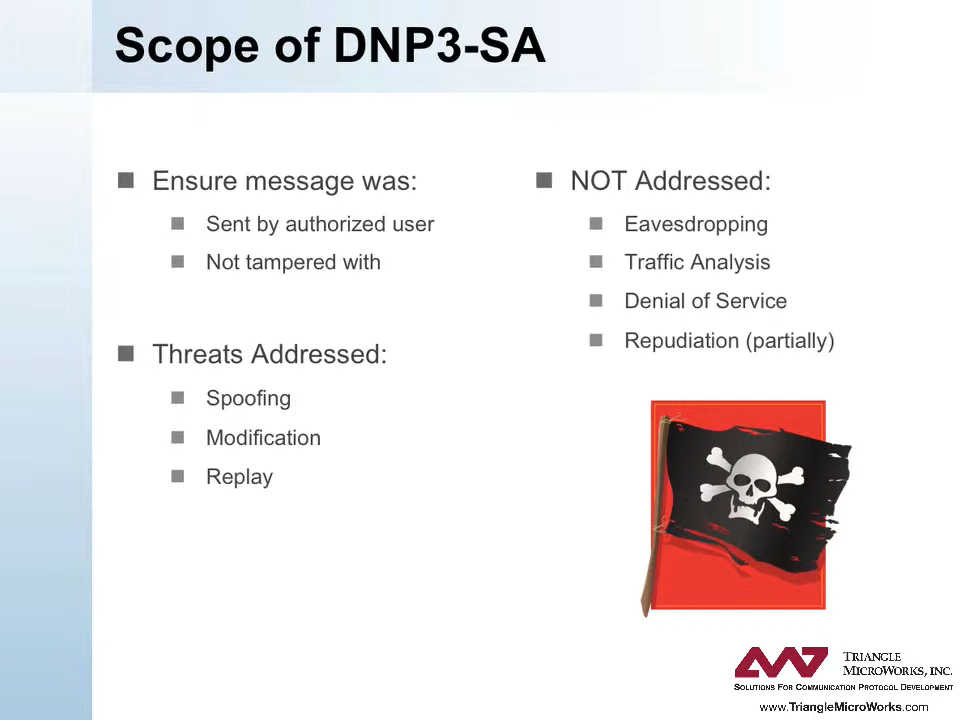 Scope of DNP3-SA
Ensure message was:
Sent by authorized user
Not tampered with
Threats Addressed:
Spoofing
Modification
Replay
NOT Addressed:
Eavesdropping
Traffic Analysis
Denial of Service
Repudiation (partially)
TRIANGLE
MICROWORKS, INC.
SOLUTIONS FOR COMMUNICATION PROTOCOL DEVELOPMENT
www.TriangleMicroWorks.com